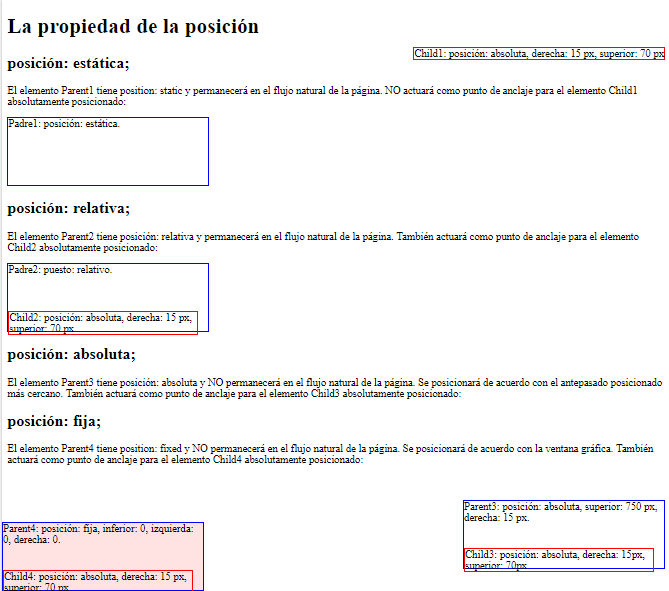 La propiedad de la posición
Child1: posición: absoluta, derecha: 15 px, superior: 70 px
posición: estática;
El elemento Parent1 tiene position: static y permanecerá en el flujo natural de la página. NO actuará como punto de anclaje para el elemento Child1
absolutamente posicionado:
Padre1: posición: estática.
posición: relativa;
El elemento Parent2 tiene posición: relativa y permanecerá en el flujo natural de la página. También actuará como punto de anclaje para el elemento
Child2 absolutamente posicionado:
Padre2: puesto: relativo.
Child2: posición: absoluta, derecha: 15 px,
superior: 70 px
posición: absoluta;
El elemento Parent3 tiene posición: absoluta y NO permanecerá en el flujo natural de la página. Se posicionará de acuerdo con el antepasado posicionado
más cercano. También actuará como punto de anclaje para el elemento Child3 absolutamente posicionado:
posición: fija;
El elemento Parent4 tiene position: fixed y NO permanecerá en el flujo natural de la página. Se posicionará de acuerdo con la ventana gráfica. También
actuará como punto de anclaje para el elemento Child4 absolutamente posicionado:
Parent3: posición: absoluta, superior: 750 px,
derecha: 15 px.
Child3: posición: absoluta, derecha: 15px,
superior: 70px
Parent4: posición: fija, inferior: 0, izquierda:
0, derecha: 0.
Child4: posición: absoluta, derecha: 15 px,
superior: 70 px